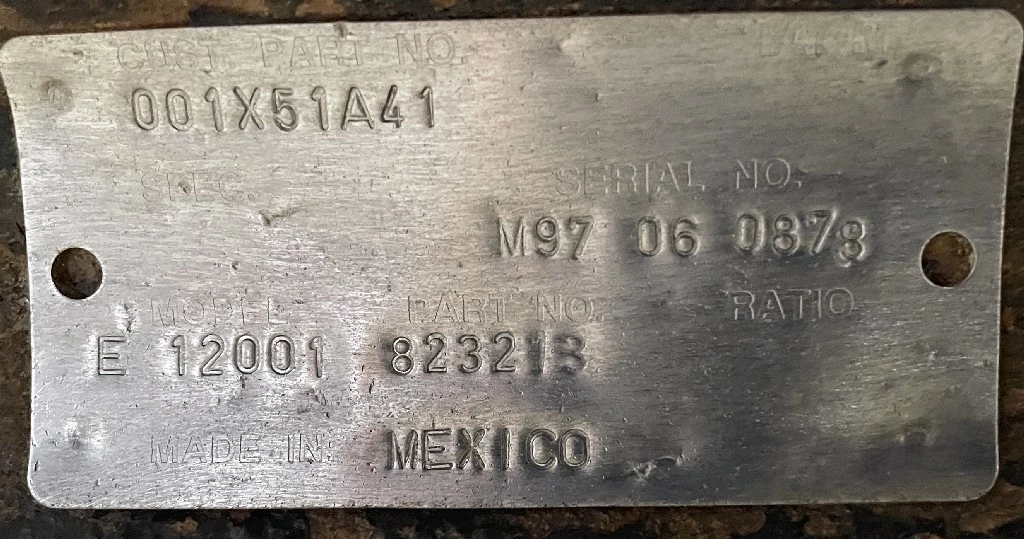 CUST. PART NO.
001X51A41
SPEC. SERIAL NO.
M97 06 0878
MODEL PART NO. RATIO
E 12001 823213
MADE IN: MEXICO